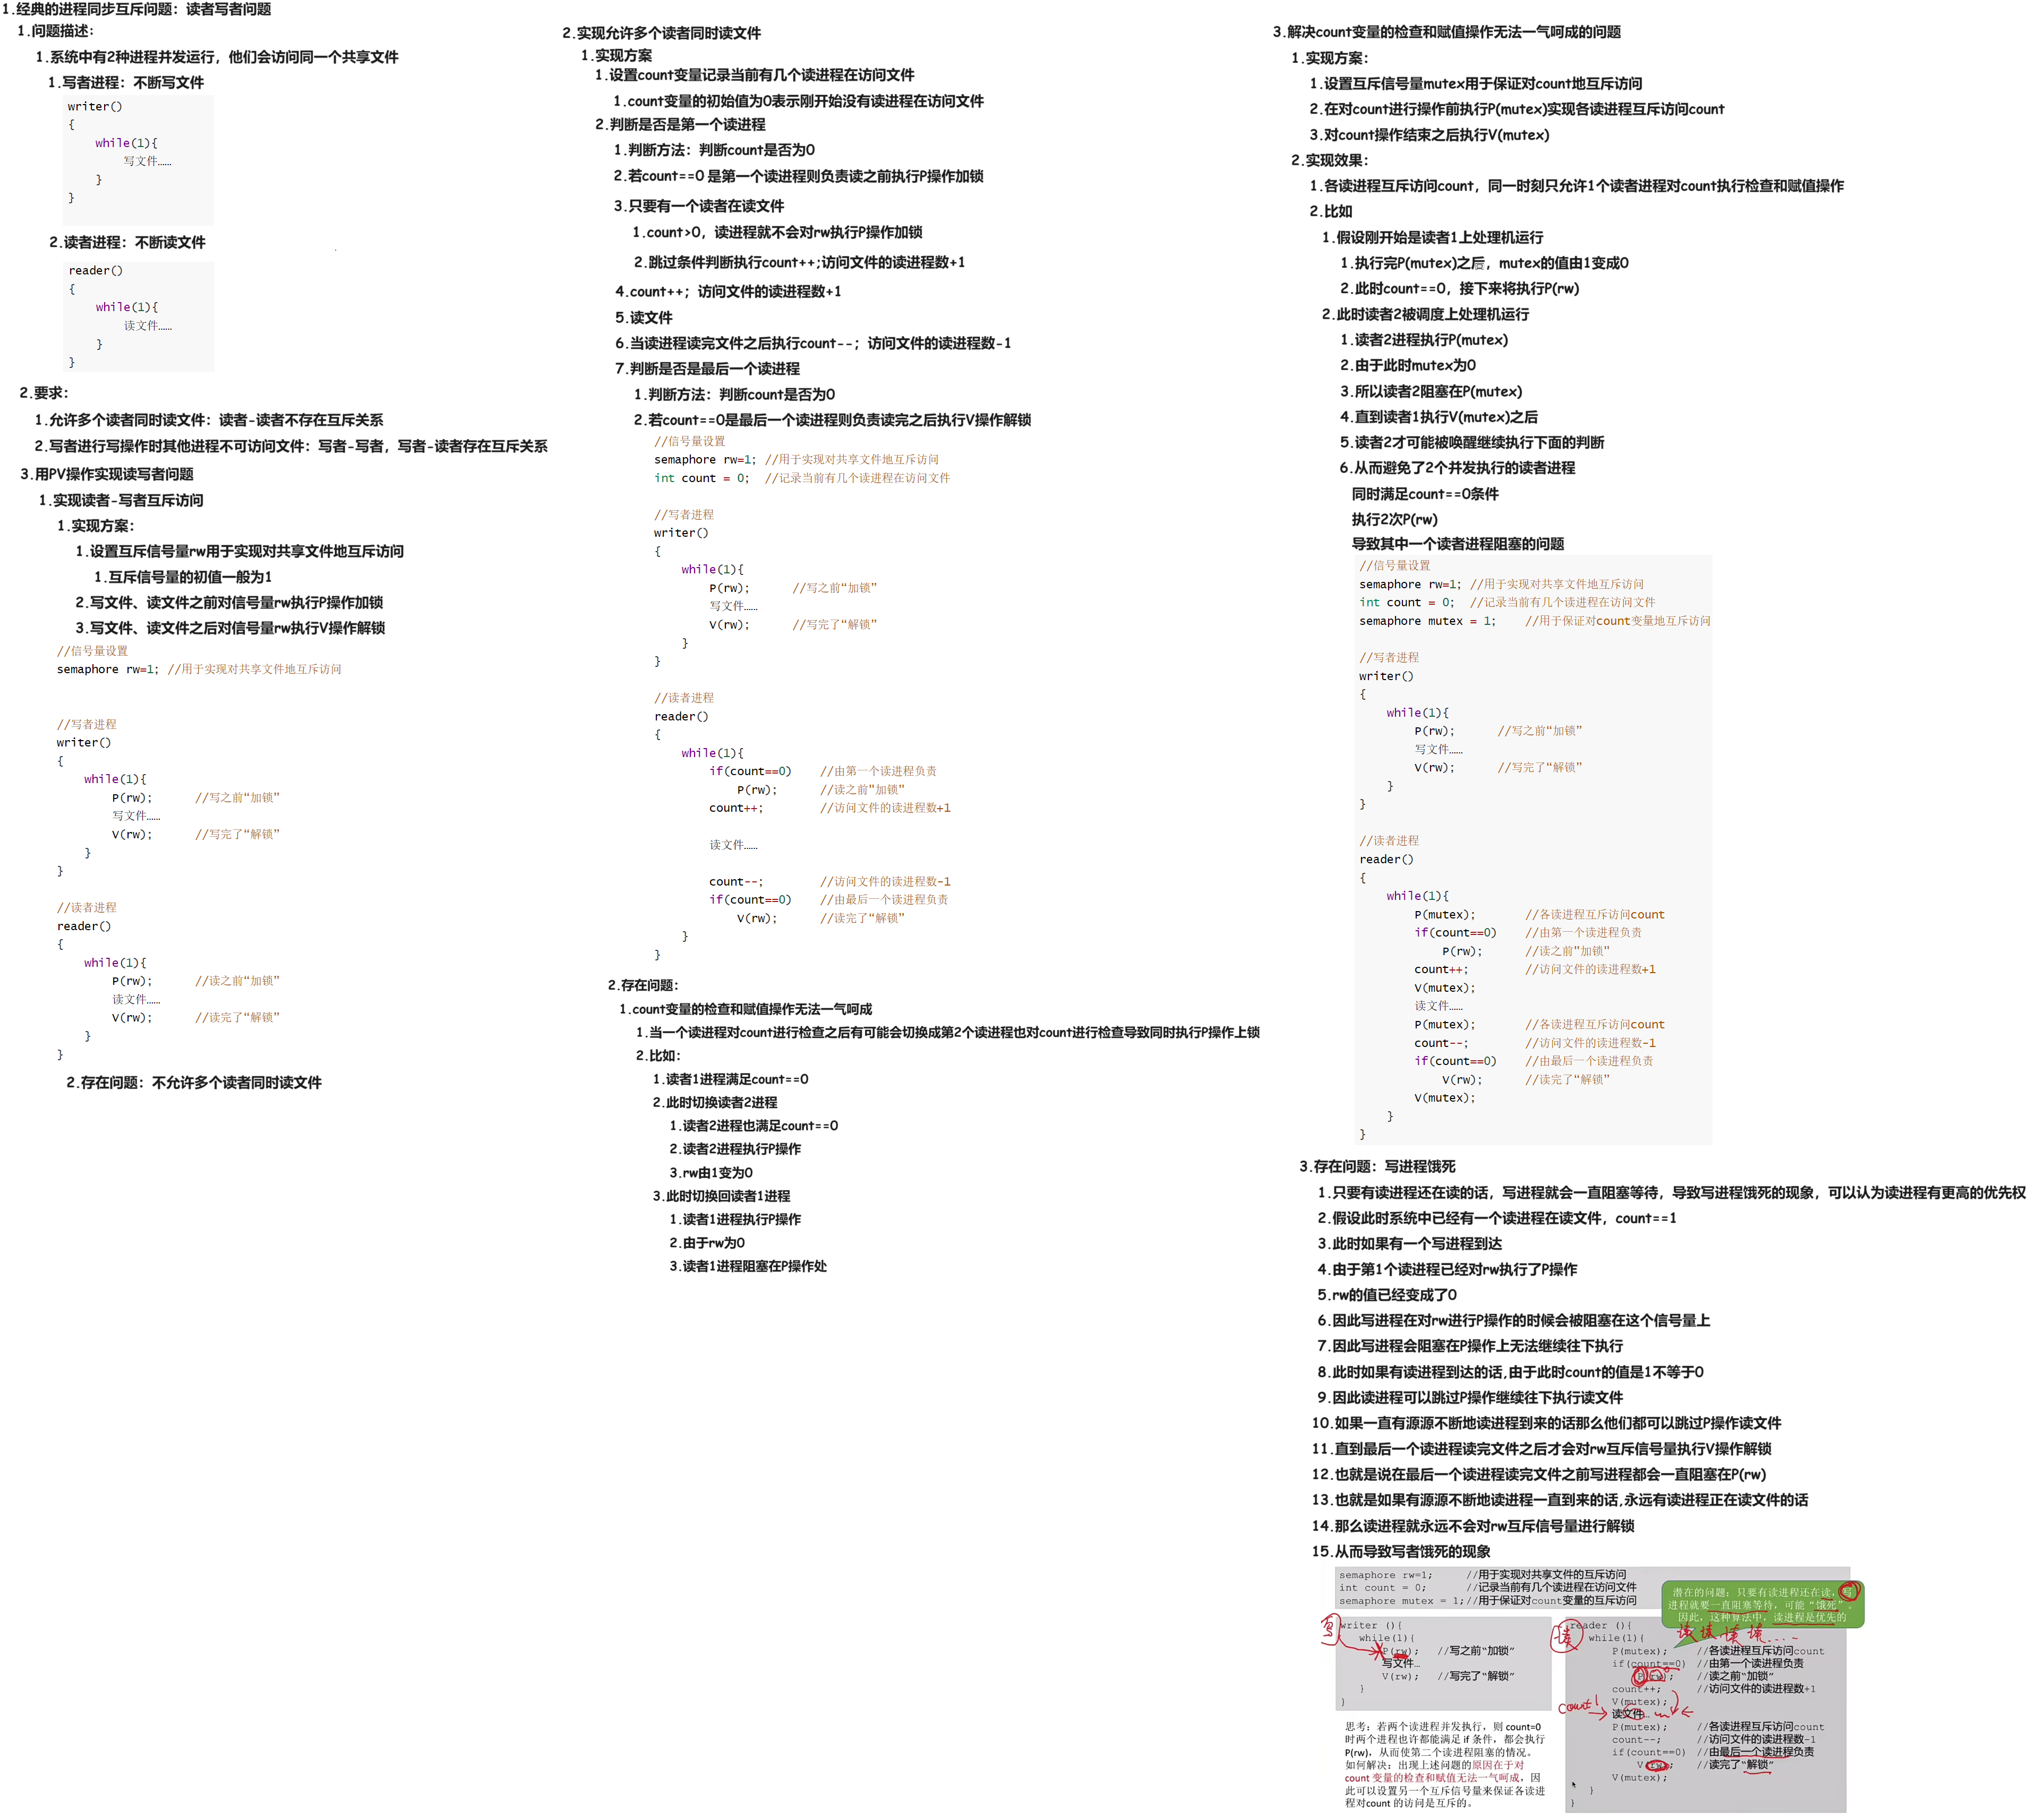 1.经典的进程同步互斥问题：读者写者问题
1.问题描述：
1.系统中有2种进程并发运行，他们会访问同一个共享文件
1.写者进程：不断写文件
writer()
{
while(1){
写文件……
}
}
2.读者进程：不断读文件
reader()
{
while(1){
读文件……
}
}
2.要求：
1.允许多个读者同时读文件：读者-读者不存在互斥关系
2.写者进行写操作时其他进程不可访问文件：写者-写者，写者-读者存在互斥关系
3.用PV操作实现读写者问题
1.实现读者-写者互斥访问
1.实现方案：
1.设置互斥信号量rw用于实现对共享文件地互斥访问
1.互斥信号量的初值一般为1
2.写文件、读文件之前对信号量rw执行P操作加锁
3.写文件、读文件之后对信号量rw执行V操作解锁
//信号量设置
semaphore rw=1; //用于实现对共享文件地互斥访问
//写者进程
writer()
{
while(1){
P(rw); //写之前“加锁”
写文件……
V(rw); //写完了“解锁”
}
}
//读者进程
reader()
{
while(1){
P(rw); //读之前“加锁”
读文件……
V(rw); //读完了“解锁”
}
}
2.存在问题：不允许多个读者同时读文件
2.实现允许多个读者同时读文件
1.实现方案
1.设置count变量记录当前有几个读进程在访问文件
1.count变量的初始值为0表示刚开始没有读进程在访问文件
2.判断是否是第一个读进程
1.判断方法：判断count是否为0
2.若count==0 是第一个读进程则负责读之前执行P操作加锁
3.只要有一个读者在读文件
1.count>0，读进程就不会对rw执行P操作加锁
2.跳过条件判断执行count++;访问文件的读进程数+1
4.count++；访问文件的读进程数+1
5.读文件
6.当读进程读完文件之后执行count--；访问文件的读进程数-1
7.判断是否是最后一个读进程
1.判断方法：判断count是否为0
2.若count==0是最后一个读进程则负责读完之后执行V操作解锁
//信号量设置
semaphore rw=1; //用于实现对共享文件地互斥访问
int count = 0; //记录当前有几个读进程在访问文件
//写者进程
writer()
{
while(1){
P(rw); //写之前“加锁”
写文件……
V(rw); //写完了“解锁”
}
}
//读者进程
reader()
{
while(1){
if(count==0) //由第一个读进程负责
P(rw); //读之前“加锁”
count++; //访问文件的读进程数+1
读文件……
count--; //访问文件的读进程数-1
if(count==0) //由最后一个读进程负责
V(rw); //读完了“解锁”
}
}
2.存在问题：
1.count变量的检查和赋值操作无法一气呵成
1.当一个读进程对count进行检查之后有可能会切换成第2个读进程也对count进行检查导致同时执行P操作上锁
2.比如：
1.读者1进程满足count==0
2.此时切换读者2进程
1.读者2进程也满足count==0
2.读者2进程执行P操作
3.rw由1变为0
3.此时切换回读者1进程
1.读者1进程执行P操作
2.由于rw为0
3.读者1进程阻塞在P操作处
3.解决count变量的检查和赋值操作无法一气呵成的问题
1.实现方案：
1.设置互斥信号量mutex用于保证对count地互斥访问
2.在对count进行操作前执行P(mutex)实现各读进程互斥访问count
3.对count操作结束之后执行V(mutex)
2.实现效果：
1.各读进程互斥访问count，同一时刻只允许1个读者进程对count执行检查和赋值操作
2.比如
1.假设刚开始是读者1上处理机运行
1.执行完P(mutex)之后，mutex的值由1变成0
2.此时count==0，接下来将执行P(rw)
2.此时读者2被调度上处理机运行
1.读者2进程执行P(mutex)
2.由于此时mutex为0
3.所以读者2阻塞在P(mutex)
4.直到读者1执行V(mutex)之后
5.读者2才可能被唤醒继续执行下面的判断
6.从而避免了2个并发执行的读者进程
同时满足count==0条件
执行2次P(rw)
导致其中一个读者进程阻塞的问题
//信号量设置
semaphore rw=1; //用于实现对共享文件地互斥访问
int count = 0; //记录当前有几个读进程在访问文件
semaphore mutex = 1; //用于保证对count变量地互斥访问
//写者进程
writer()
{
while(1){
P(rw); //写之前“加锁”
写文件……
V(rw); //写完了“解锁”
}
}
//读者进程
reader()
{
while(1){
P(mutex); //各读进程互斥访问count
if(count==0) //由第一个读进程负责
P(rw); //读之前“加锁”
count++; //访问文件的读进程数+1
V(mutex);
读文件……
P(mutex); //各读进程互斥访问count
count--; //访问文件的读进程数-1
if(count==0) //由最后一个读进程负责
V(rw); //读完了“解锁”
V(mutex);
}
}
3.存在问题：写进程饿死
1.只要有读进程还在读的话，写进程就会一直阻塞等待，导致写进程饿死的现象，可以认为读进程有更高的优先权
2.假设此时系统中已经有一个读进程在读文件，count==1
3.此时如果有一个写进程到达
4.由于第1个读进程已经对rw执行了P操作
5.rw的值已经变成了0
6.因此写进程在对rw进行P操作的时候会被阻塞在这个信号量上
7.因此写进程会阻塞在P操作上无法继续往下执行
8.此时如果有读进程到达的话,由于此时count的值是1不等于0
9.因此读进程可以跳过P操作继续往下执行读文件
10.如果一直有源源不断地读进程到来的话那么他们都可以跳过P操作读文件
11.直到最后一个读进程读完文件之后才会对rw互斥信号量执行V操作解锁
12.也就是说在最后一个读进程读完文件之前写进程都会一直阻塞在P(rw)
13.也就是如果有源源不断地读进程一直到来的话,永远有读进程正在读文件的话
14.那么读进程就永远不会对rw互斥信号量进行解锁
15.从而导致写者饿死的现象
semaphore rw=1; //用于实现对共享文件的互斥访问
int count = 0; //记录当前有几个读进程在访问文件
semaphore mutex = 1;//用于保证对count变量的互斥访问
潜在的问题：只要有读进程还在读，写
进程就要一直阻塞等待，可能“饿死”。
因此，这种算法中，读进程是优先的
写
writer (){
while(1){
P(rw); //写之前“加锁”
写文件…
V(rw); //写完了“解锁”
}
}
思考：若两个读进程并发执行，则 count=0
时两个进程也许都能满足 if 条件，都会执行
P(rw)，从而使第二个读进程阻塞的情况。
如何解决：出现上述问题的原因在于对
count 变量的检查和赋值无法一气呵成，因
此可以设置另一个互斥信号量来保证各读进
程对count 的访问是互斥的。
读
读 读 读 读 ....
reader (){
while(1){
P(mutex); //各读进程互斥访问count
if(count==0) //由第一个读进程负责
P(rw); //读之前“加锁”
count++; //访问文件的读进程数+1
V(mutex);
count 1
读文件…
P(mutex); //各读进程互斥访问count
count--; //访问文件的读进程数-1
if(count==0) //由最后一个读进程负责
V(rw); //读完了“解锁”
V(mutex);
}
}